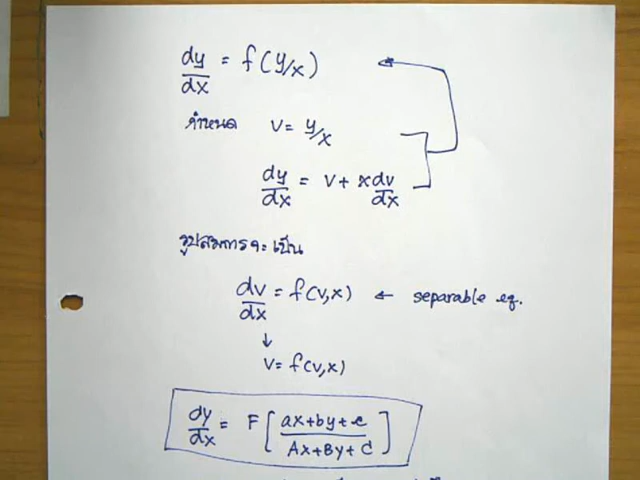 dy/dx = f(y/x)
กำหนด v = y/x
dy/dx = v + x dv/dx
รูปสมการจะเป็น
dv/dx = f(v,x) ← separable eq.
↓
v = f(v,x)
dy/dx = F[ax+by+c / Ax+By+C]